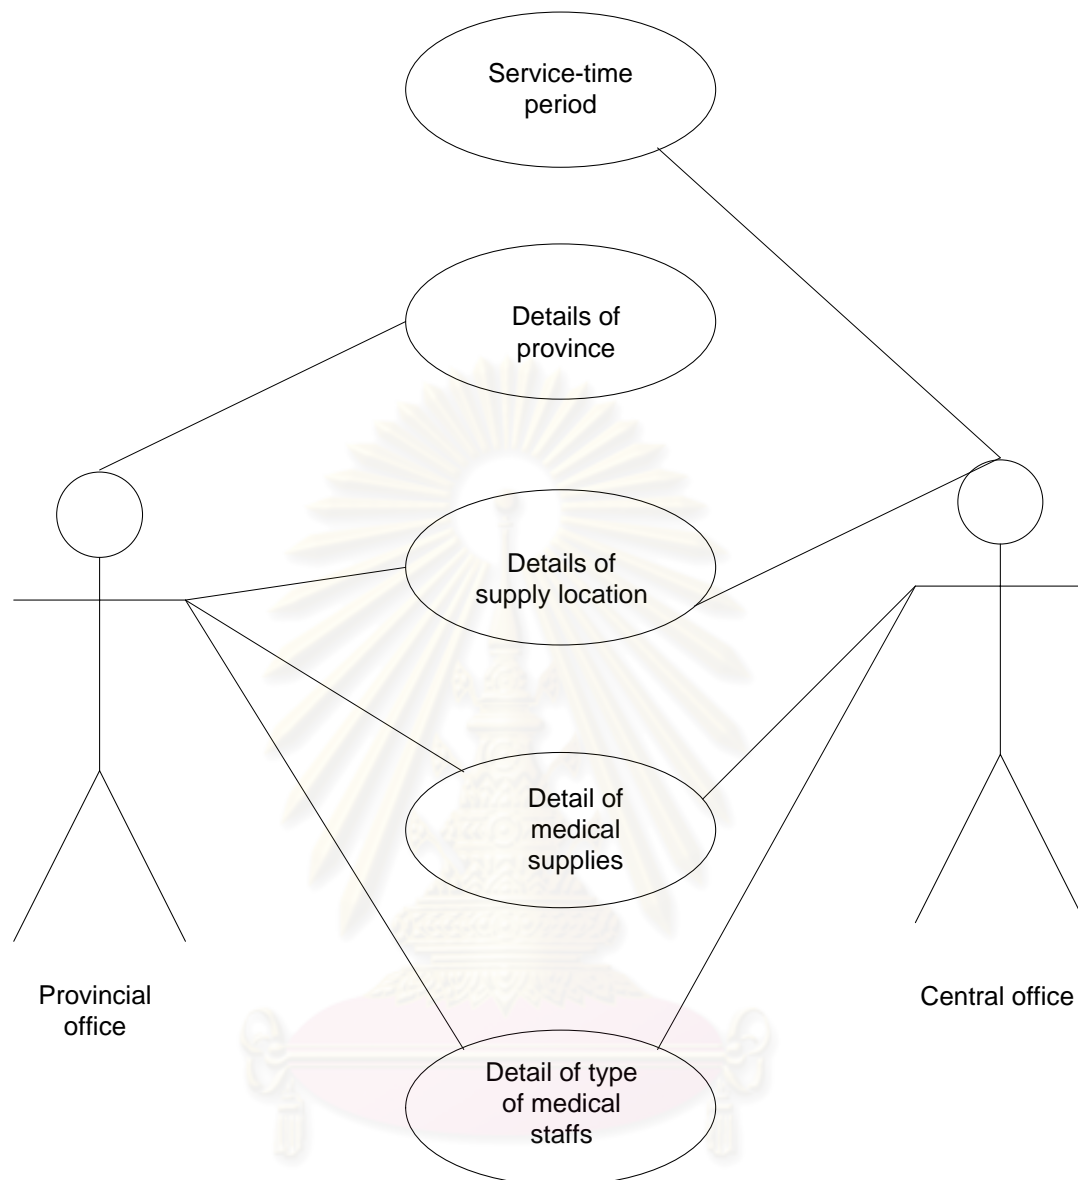 Service-time
period
Details of
province
Details of
supply location
Detail of
medical
supplies
Provincial
office
Central office
Detail of type
of medical
staffs